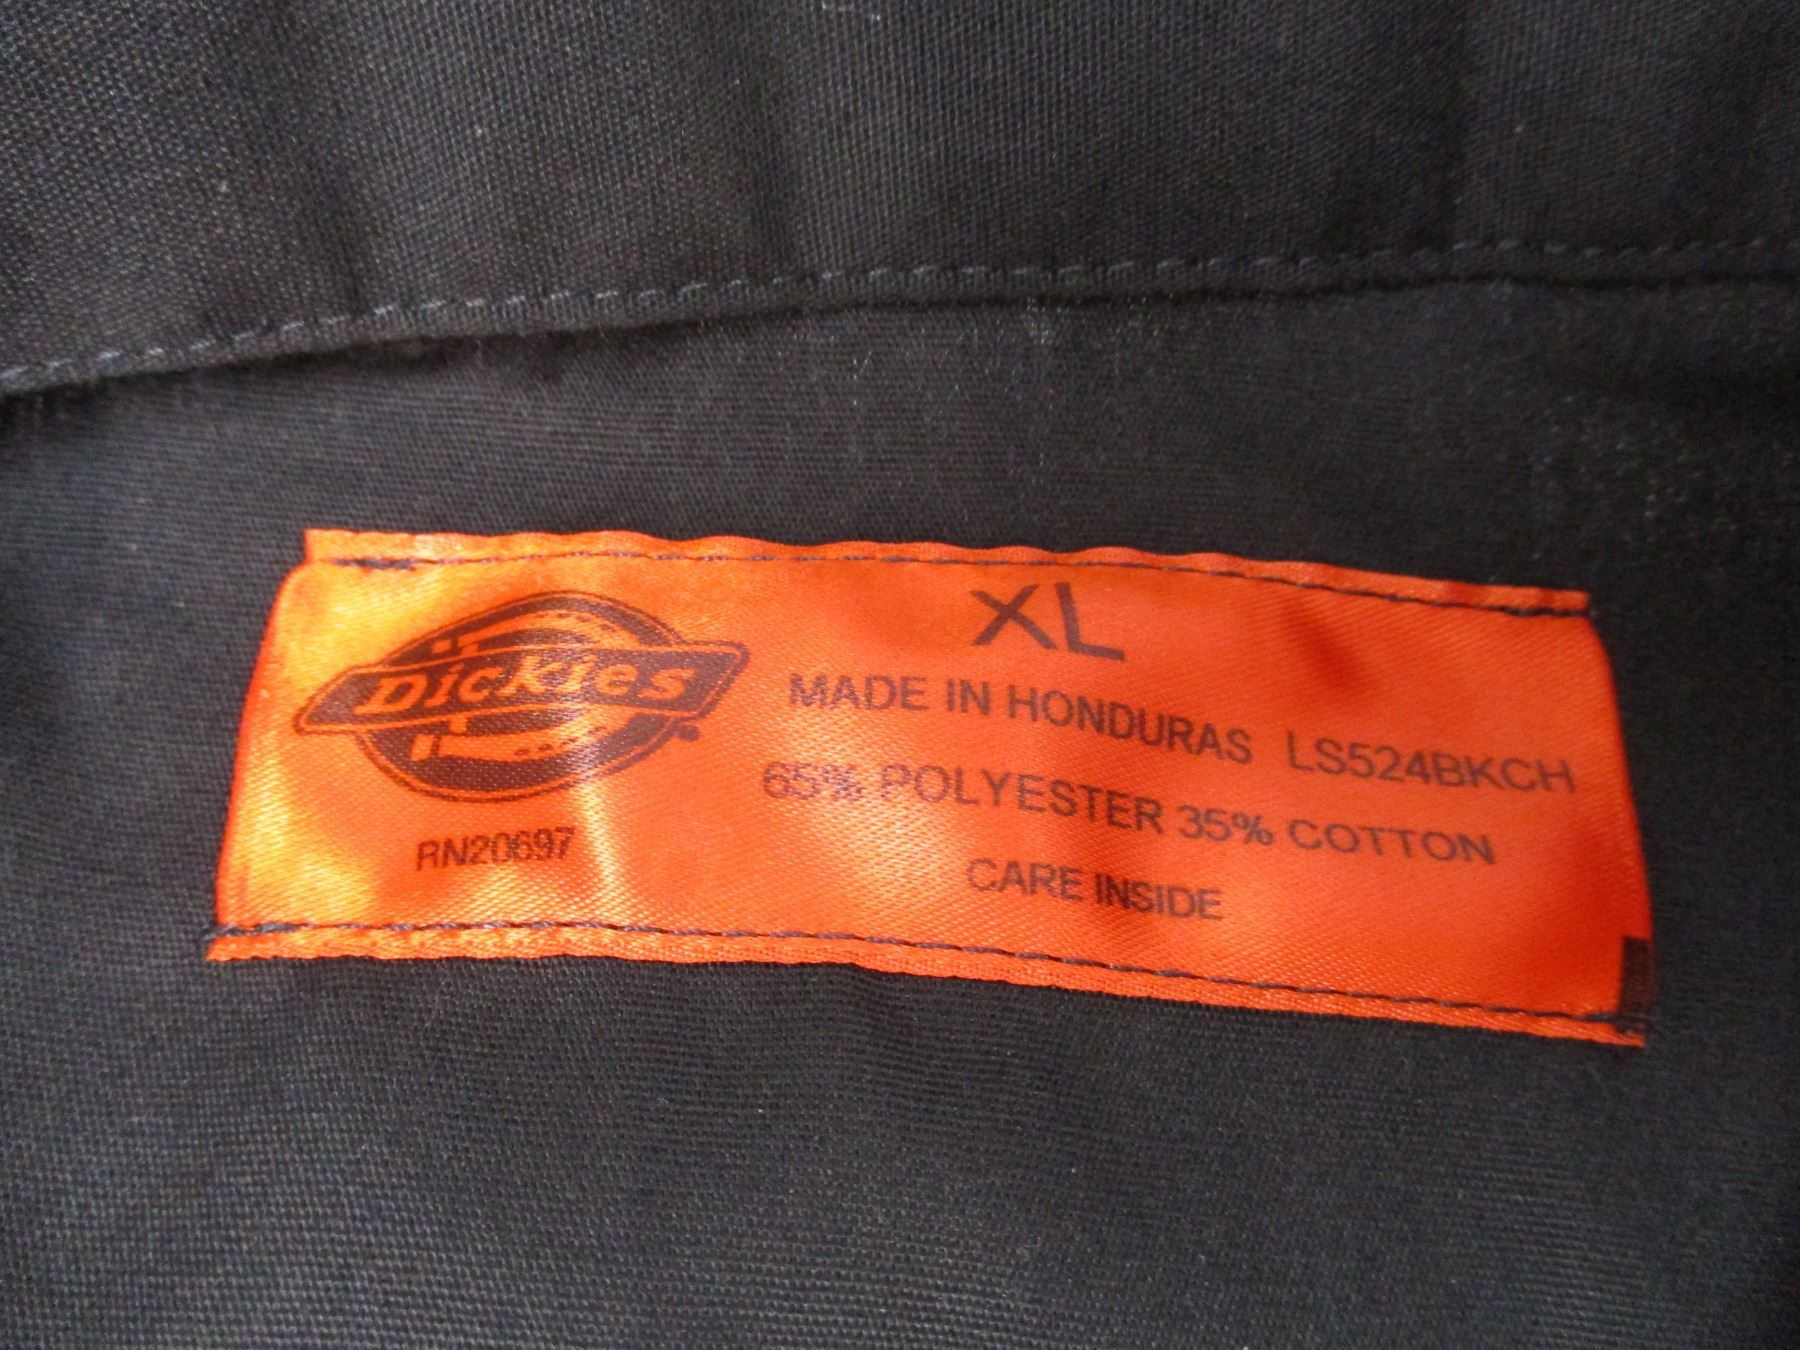 Dickies
RN20697
XL
MADE IN HONDURAS LS524BKCH
65% POLYESTER 35% COTTON
CARE INSIDE